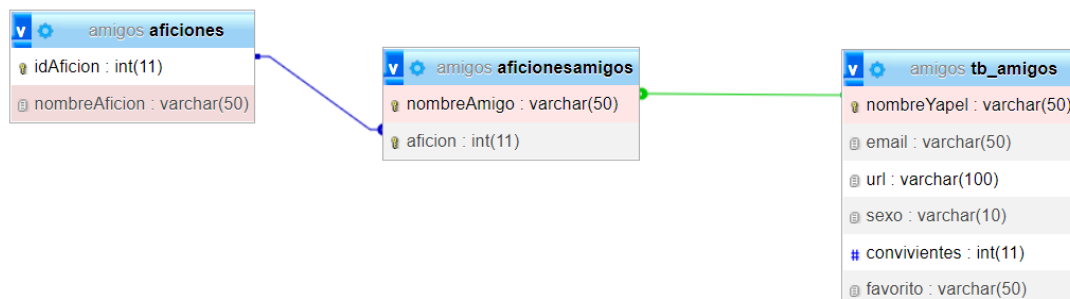 amigos aficiones
idAficion : int(11)
nombreAficion : varchar(50)
amigos aficionesamigos
nombreAmigo : varchar(50)
aficion : int(11)
amigos tb_amigos
nombreYapel : varchar(50)
email : varchar(50)
url : varchar(100)
sexo : varchar(10)
# convivientes : int(11)
favorito : varchar(50)